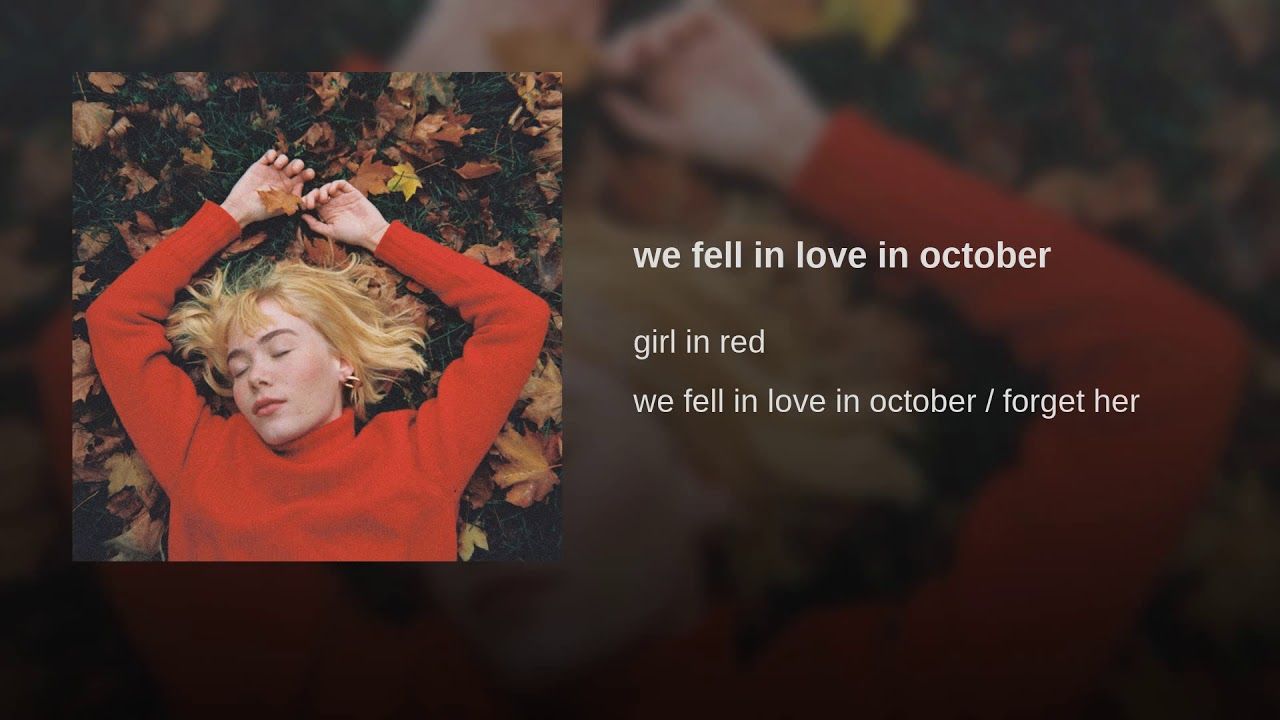 we fell in love in october
girl in red
we fell in love in october / forget her